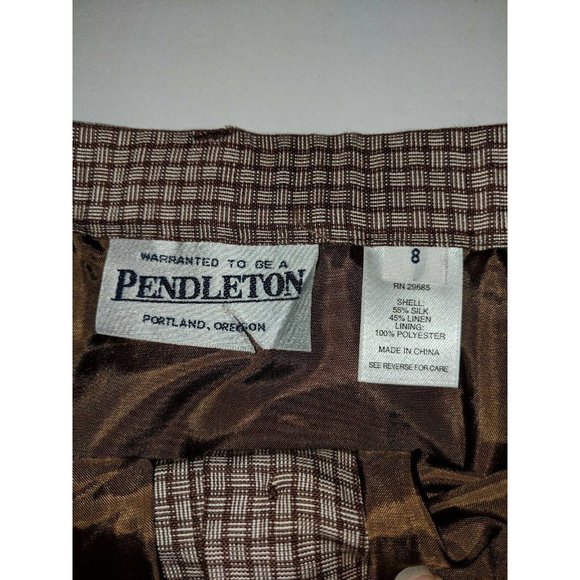 WARRANTED TO BE A
PENDLETON
PORTLAND, OREGON
8
RN 29685
SHELL:
55% SILK
45% LINEN
LINING:
100% POLYESTER
MADE IN CHINA
SEE REVERSE FOR CARE